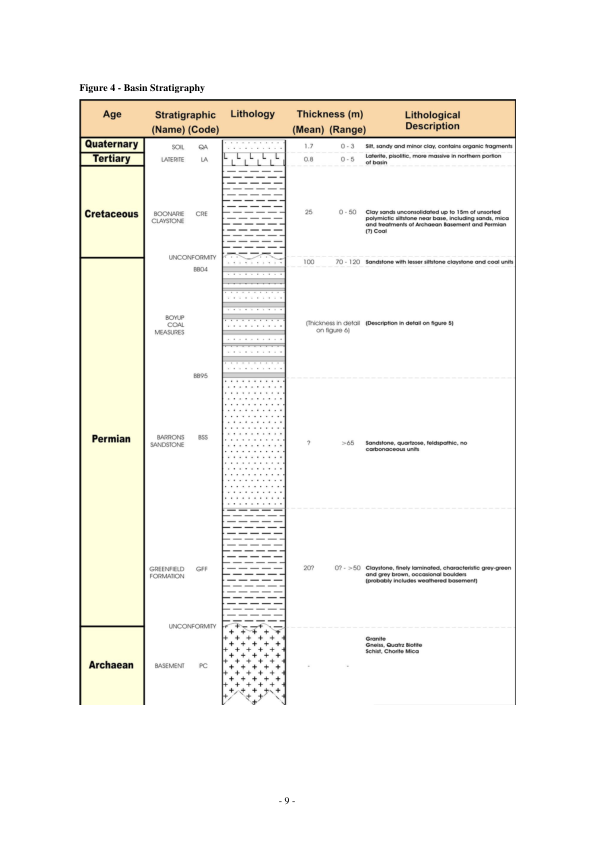 Figure 4 - Basin Stratigraphy
Age Stratigraphic Lithology Thickness (m) Lithological
(Name) (Code) (Mean) (Range) Description
Quaternary SOIL QA 1.7 0 - 3 Silt, sandy and minor clay, contains organic fragments
Tertiary LATERITE LA 0.8 0 - 5 Laterite, pisolitic, more massive in northern portion
of basin
Cretaceous BOONARIE CRE 25 0 - 50 Clay sands unconsolidated up to 15m of unsorted
CLAYSTONE polymictic siltstone near base, including sands, mica
and treatments of Archaean Basement and Permian
(?) Coal
UNCONFORMITY
100 70 - 120 Sandstone with lesser siltstone claystone and coal units
BB04
BOYUP (Thickness in detail (Description in detail on figure 5)
COAL on figure 6)
MEASURES
BB95
Permian BARRONS BSS ? >65 Sandstone, quartzose, feldspathic, no
SANDSTONE carbonaceous units
GREENFIELD GFF 20? 0? - >50 Claystone, finely laminated, characteristic grey-green
FORMATION and grey brown, occasional boulders
(probably includes weathered basement)
UNCONFORMITY
Granite
Gneiss, Quatrz Biotite
Schist, Chorite Mica
Archaean BASEMENT PC - -
- 9 -